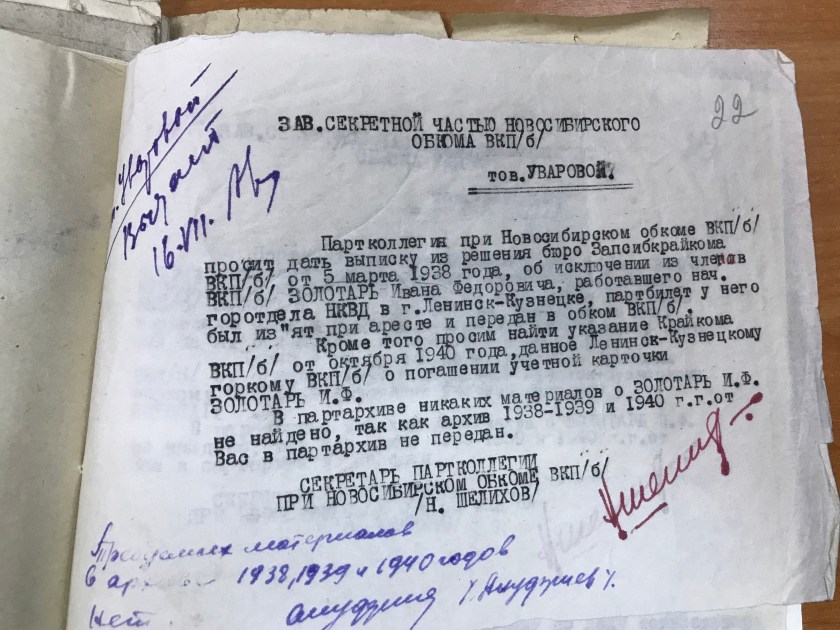 22
т. Уваровой
Выслать
16.VII.
ЗАВ.СЕКРЕТНОЙ ЧАСТЬЮ НОВОСИБИРСКОГО
ОБКОМА ВКП/б/
тов.УВАРОВОЙ.
Партколлегия при Новосибирском обкоме ВКП/б/
просит дать выписку из решения бюро Запсибкрайкома
ВКП/б/ от 5 марта 1938 года, об исключении из членов
ВКП/б/ ЗОЛОТАРЬ Ивана Федоровича, работавшего нач.
горотдела НКВД в г.Ленинск-Кузнецке, партбилет у него
был из"ят при аресте и передан в обком ВКП/б/.
Кроме того просим найти указание Крайкома
ВКП/б/ от октября 1940 года,данное Ленинск-Кузнецкому
горкому ВКП/б/ о погашении учетной карточки
ЗОЛОТАРЬ И.Ф.
В партархиве никаких материалов о ЗОЛОТАРЬ И.Ф.
не найдено, так как архив 1938-1939 и 1940 г.г.от
Вас в партархив не передан.
СЕКРЕТАРЬ ПАРТКОЛЛЕГИИ
ПРИ НОВОСИБИРСКОМ ОБКОМЕ ВКП/б/
/Н. ШЕЛИХОВ/
материалов
в архиве 1938, 1939 и 1940 годов
Нет.